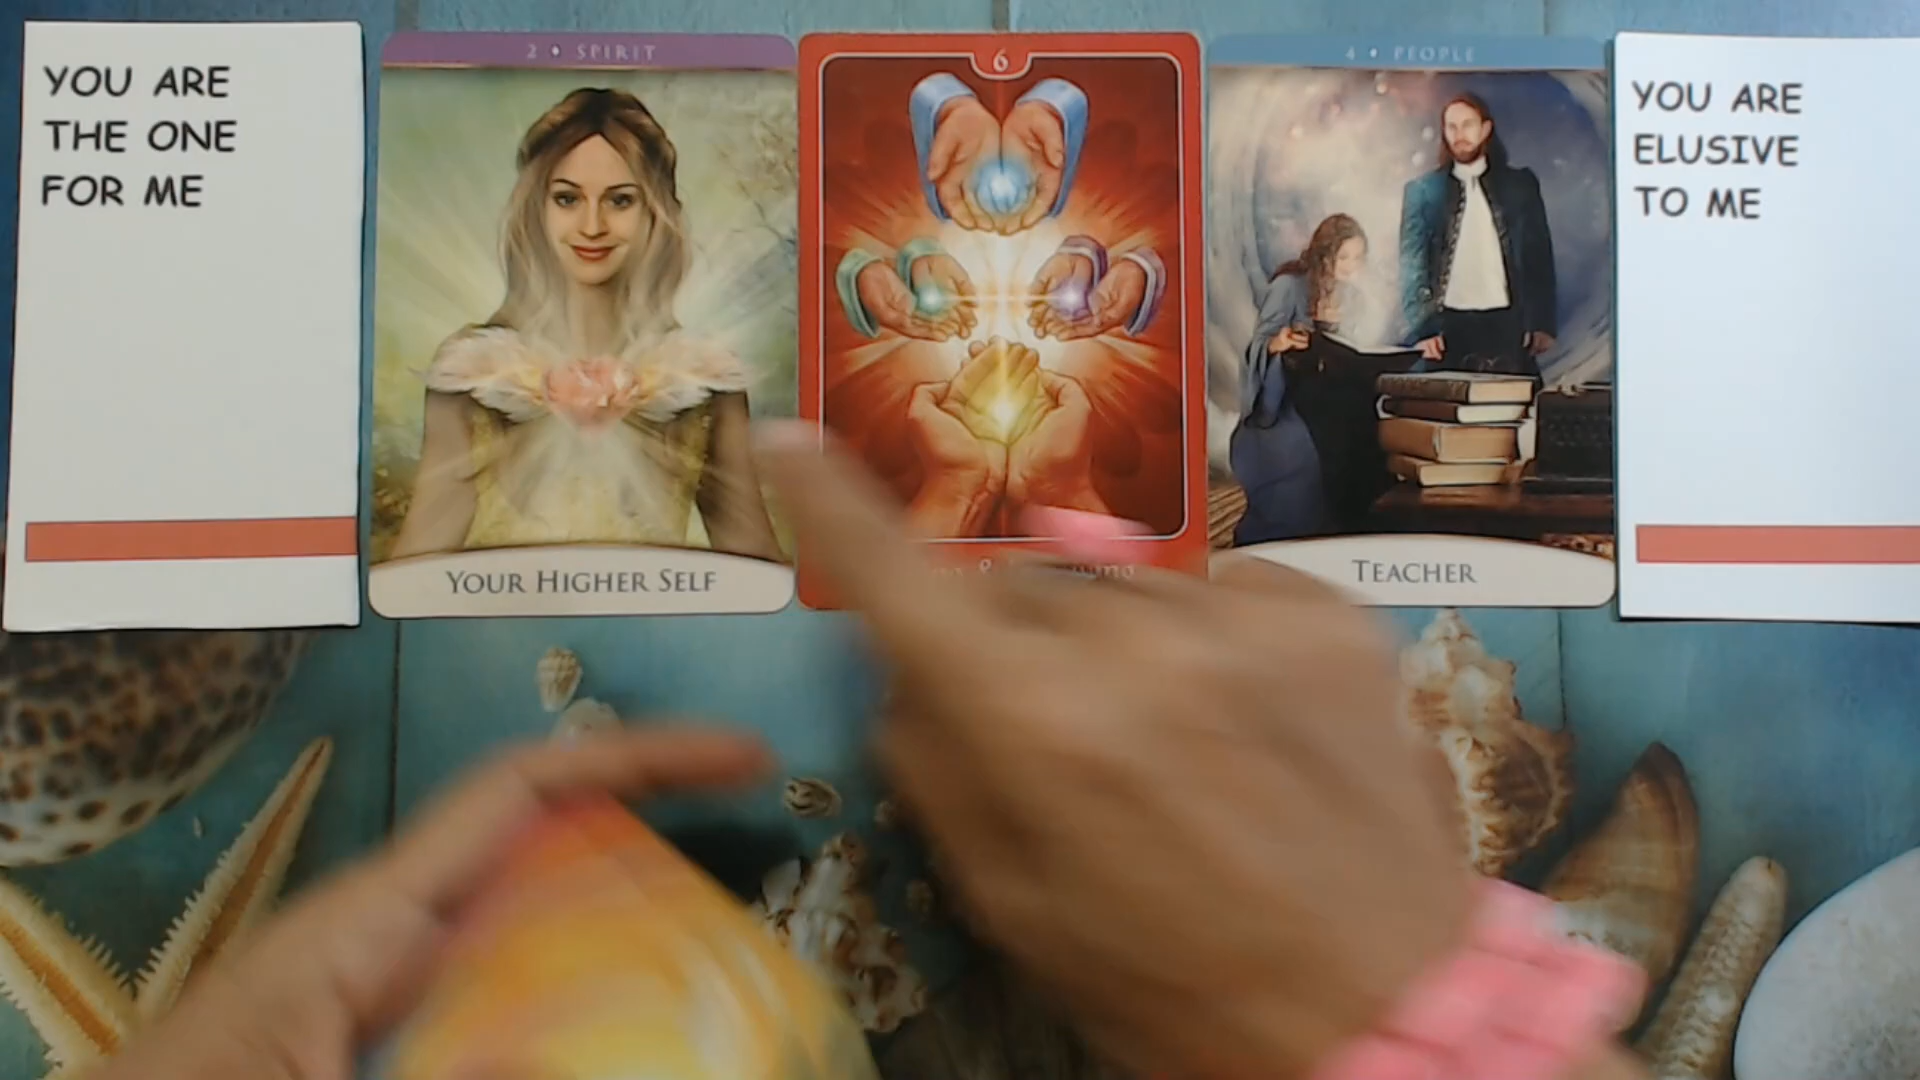 YOU ARE
THE ONE
FOR ME
2 • SPIRIT
YOUR HIGHER SELF
6
&
4 • PEOPLE
TEACHER
YOU ARE
ELUSIVE
TO ME